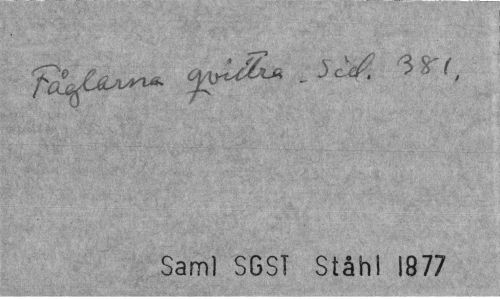 Fåglarna qvittra. Sid. 381.
Saml SGST Ståhl 1877